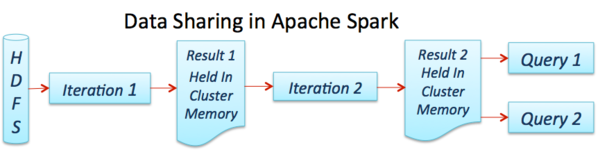 Data Sharing in Apache Spark
H
D
F
S
Iteration 1
Result 1
Held In
Cluster
Memory
Iteration 2
Result 2
Held In
Cluster
Memory
Query 1
Query 2